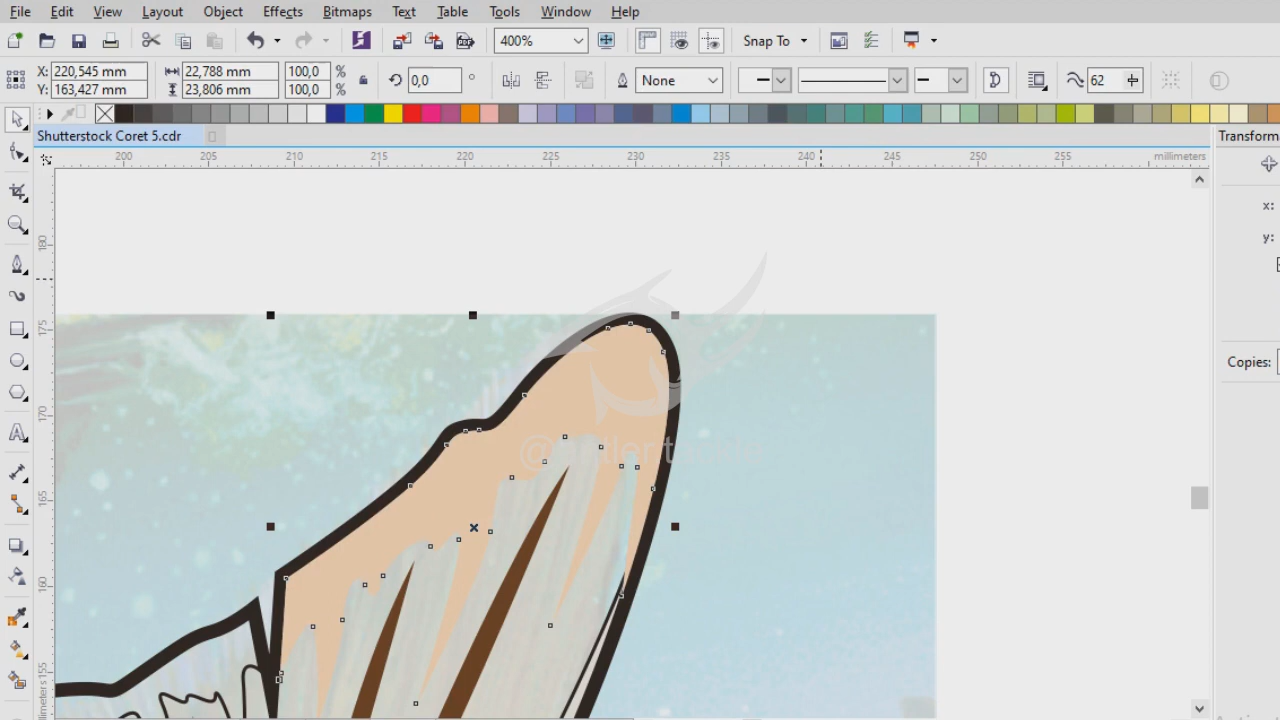 File Edit View Layout Object Effects Bitmaps Text Table Tools Window Help
400% Snap To
X: 220,545 mm 22,788 mm 100,0 % 0,0 ° None 62
Y: 163,427 mm 23,806 mm 100,0 %
Shutterstock Coret 5.cdr Transform
200 205 210 215 220 225 230 235 240 245 250 255 millimeters
x:
180
y:
175
Copies:
170
165
160
155
millimeters